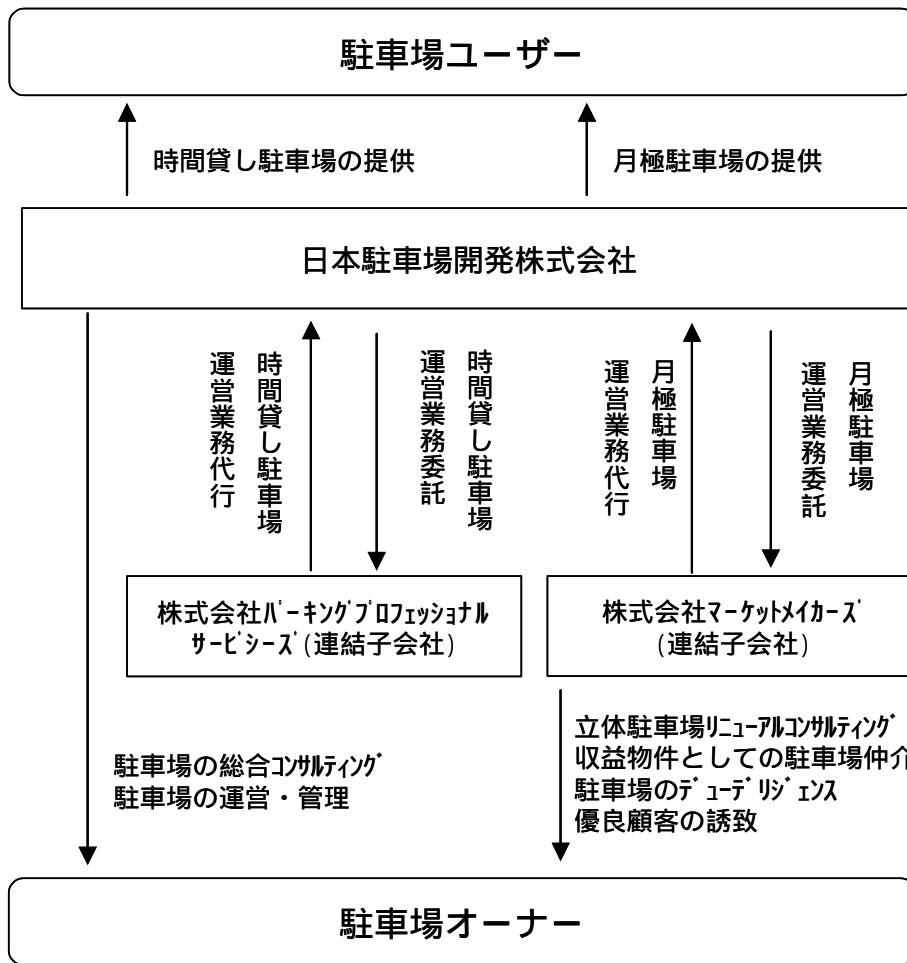 駐車場ユーザー
時間貸し駐車場の提供
月極駐車場の提供
日本駐車場開発株式会社
時間貸し駐車場
運営業務代行
時間貸し駐車場
運営業務委託
月極駐車場
運営業務代行
月極駐車場
運営業務委託
株式会社ﾊﾟｰｷﾝｸﾞﾌﾟﾛﾌｪｯｼｮﾅﾙ
ｻｰﾋﾞｼｰｽﾞ(連結子会社)
株式会社ﾏｰｹｯﾄﾒｲｶｰｽﾞ
(連結子会社)
駐車場の総合ｺﾝｻﾙﾃｨﾝｸﾞ
駐車場の運営・管理
立体駐車場ﾘﾆｭｰｱﾙｺﾝｻﾙﾃｨﾝｸﾞ
収益物件としての駐車場仲介
駐車場のﾃﾞｭｰﾃﾞﾘｼﾞｪﾝｽ
優良顧客の誘致
駐車場オーナー